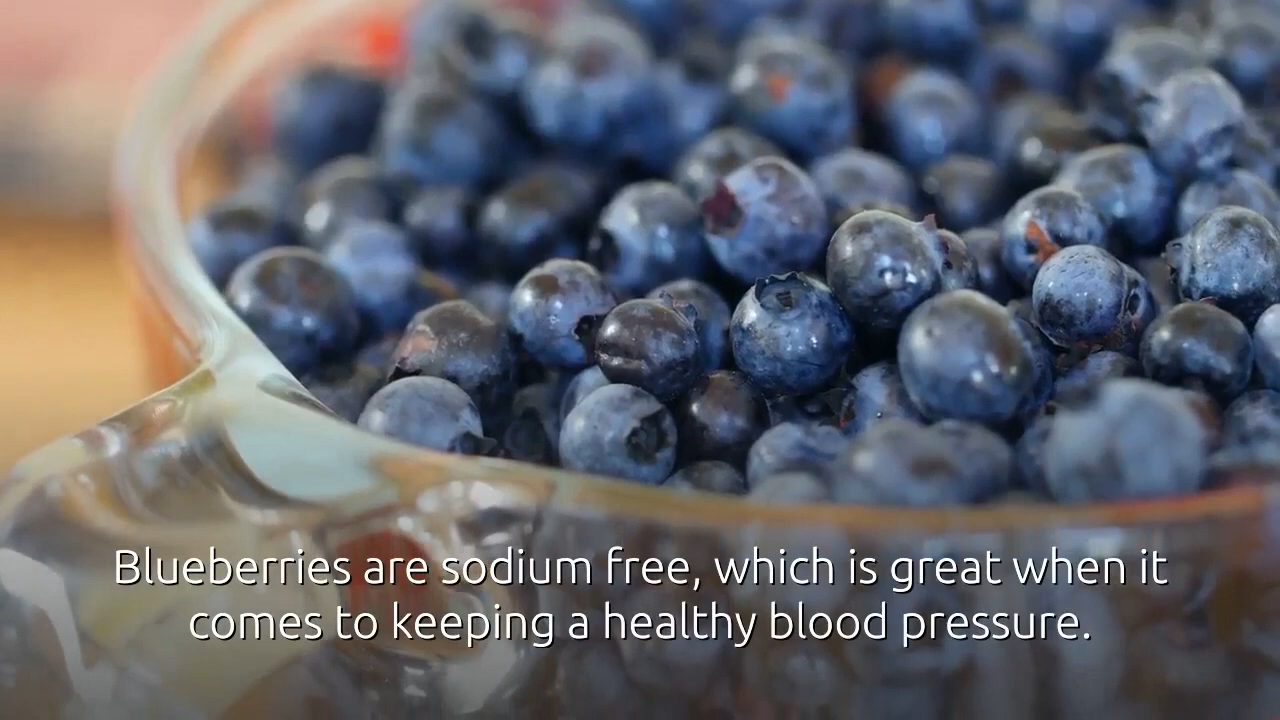 Blueberries are sodium free, which is great when it
comes to keeping a healthy blood pressure.